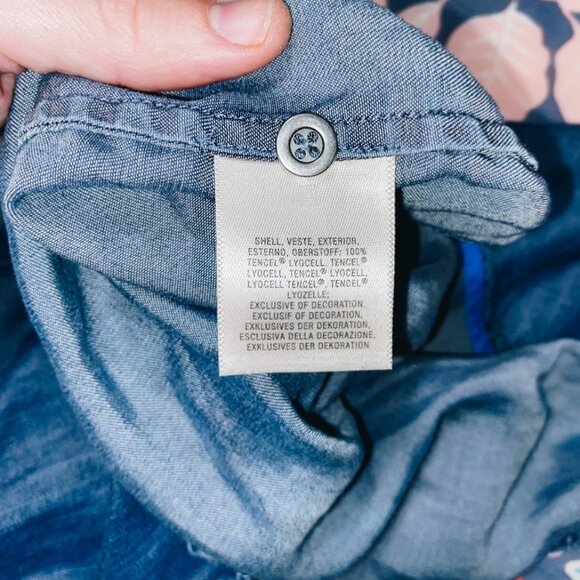 SHELL, VESTE, EXTERIOR,
ESTERNO, OBERSTOFF: 100%
TENCEL® LYOCELL, TENCEL®
LYOCELL, TENCEL® LYOCELL,
LYOCELL TENCEL®, TENCEL®
LYOZELLE;
EXCLUSIVE OF DECORATION,
EXCLUSIF OF DECORATION,
EXKLUSIVES DER DEKORATION,
ESCLUSIVA DELLA DECORAZIONE,
EXKLUSIVES DER DEKORATION